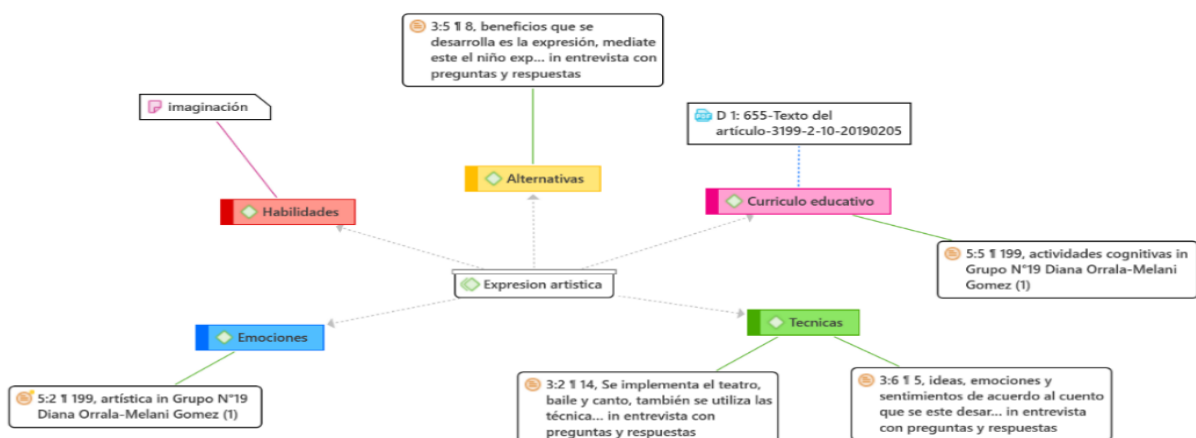 3:5 ¶ 8, beneficios que se
desarrolla es la expresión, mediate
este el niño exp... in entrevista con
preguntas y respuestas
imaginación
D 1: 655-Texto del
artículo-3199-2-10-20190205
Alternativas
Curriculo educativo
Habilidades
5:5 ¶ 199, actividades cognitivas in
Grupo N°19 Diana Orrala-Melani
Gomez (1)
Expresion artistica
Emociones
Tecnicas
5:2 ¶ 199, artística in Grupo N°19
Diana Orrala-Melani Gomez (1)
3:2 ¶ 14, Se implementa el teatro,
baile y canto, también se utiliza las
técnica... in entrevista con
preguntas y respuestas
3:6 ¶ 5, ideas, emociones y
sentimientos de acuerdo al cuento
que se este desar... in entrevista
con preguntas y respuestas